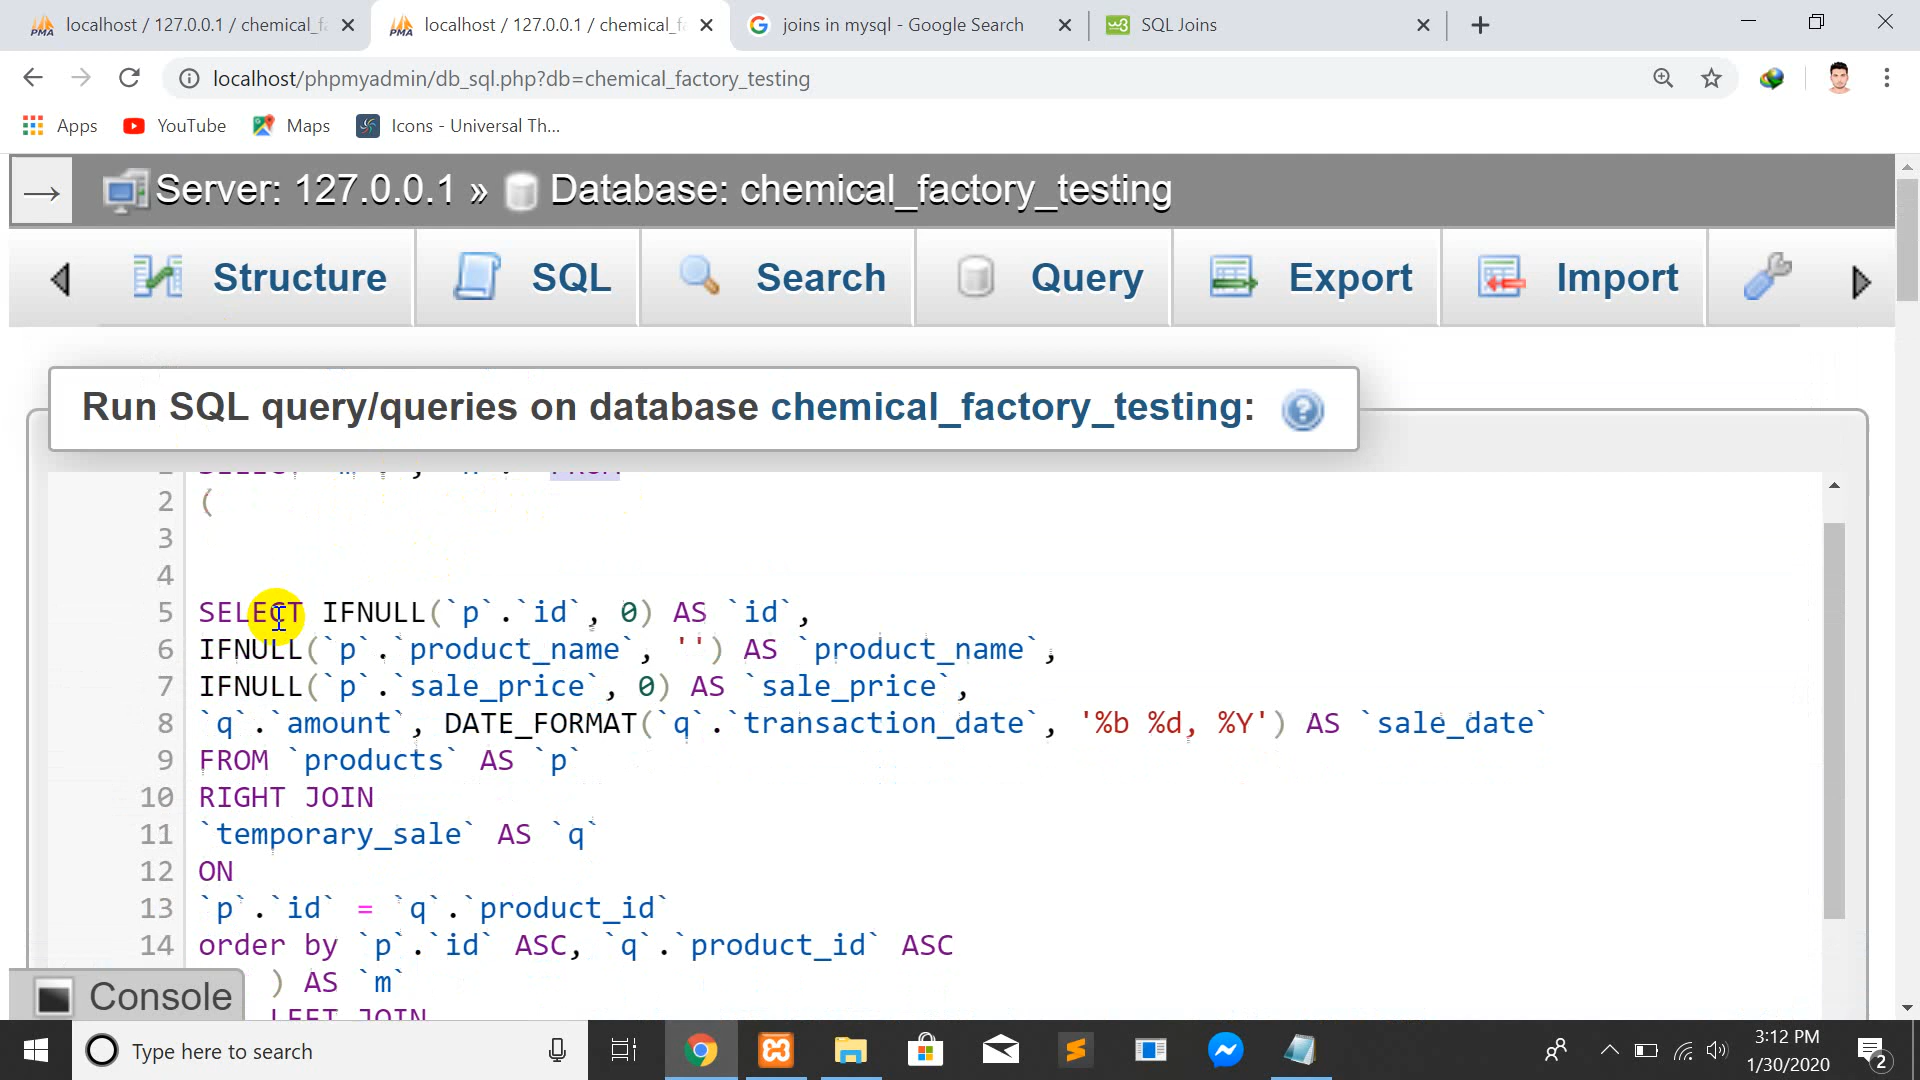 localhost / 127.0.0.1 / chemical_fa
localhost / 127.0.0.1 / chemical_fa
joins in mysql - Google Search
SQL Joins
localhost/phpmyadmin/db_sql.php?db=chemical_factory_testing
Apps
YouTube
Maps
Icons - Universal Th...
Server: 127.0.0.1 » Database: chemical_factory_testing
Structure
SQL
Search
Query
Export
Import
Run SQL query/queries on database chemical_factory_testing:
2 (
3
4
5 SELECT IFNULL(`p`.`id`, 0) AS `id`,
6 IFNULL(`p`.`product_name`, '') AS `product_name`,
7 IFNULL(`p`.`sale_price`, 0) AS `sale_price`,
8 `q`.`amount`, DATE_FORMAT(`q`.`transaction_date`, '%b %d, %Y') AS `sale_date`
9 FROM `products` AS `p`
10 RIGHT JOIN
11 `temporary_sale` AS `q`
12 ON
13 `p`.`id` = `q`.`product_id`
14 order by `p`.`id` ASC, `q`.`product_id` ASC
) AS `m`
LEFT JOIN
Console
Type here to search
3:12 PM
1/30/2020
2